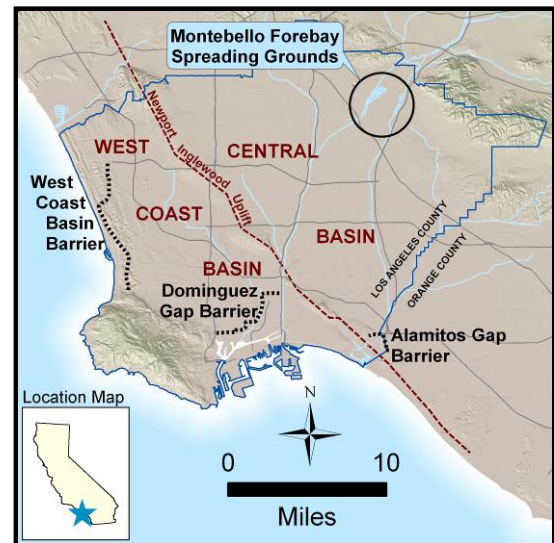 Montebello Forebay
Spreading Grounds
Newport Inglewood Uplift
WEST
COAST
BASIN
CENTRAL
BASIN
West
Coast
Basin
Barrier
Dominguez
Gap Barrier
LOS ANGELES COUNTY
ORANGE COUNTY
Alamitos Gap
Barrier
Location Map
N
0 10
Miles